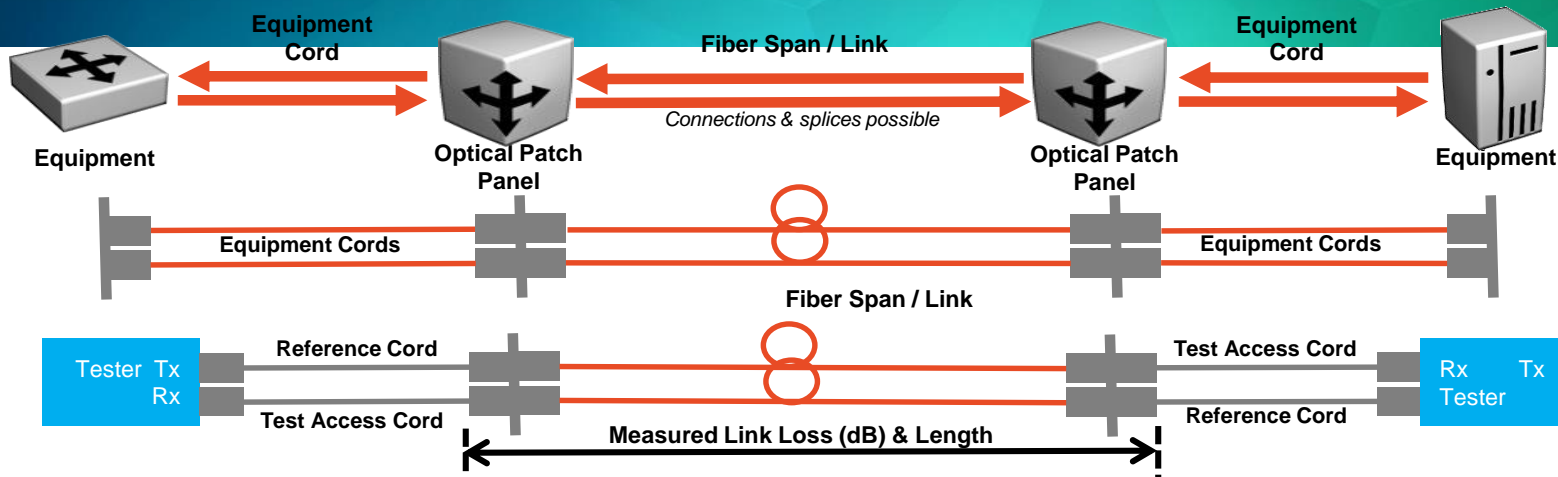 Equipment
Cord
Fiber Span / Link
Equipment
Cord
Connections & splices possible
Equipment
Optical Patch
Panel
Optical Patch
Panel
Equipment
Equipment Cords
Equipment Cords
Fiber Span / Link
Reference Cord
Test Access Cord
Tester Tx
Rx
Rx Tx
Tester
Test Access Cord
Reference Cord
Measured Link Loss (dB) & Length